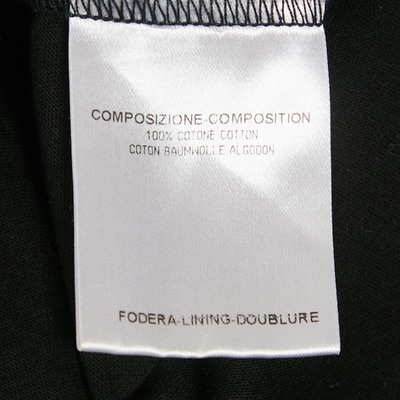 COMPOSIZIONE-COMPOSITION
100% COTONE COTTON
COTON BAUMWOLLE ALGODON
FODERA-LINING-DOUBLURE